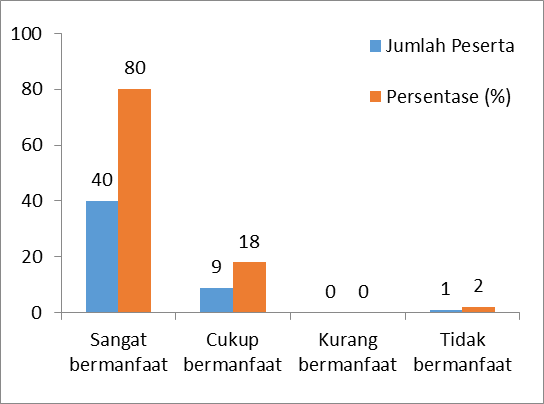 100
80
60
40
20
0
Jumlah Peserta
Persentase (%)
40
80
9
18
0
0
1
2
Sangat
bermanfaat
Cukup
bermanfaat
Kurang
bermanfaat
Tidak
bermanfaat